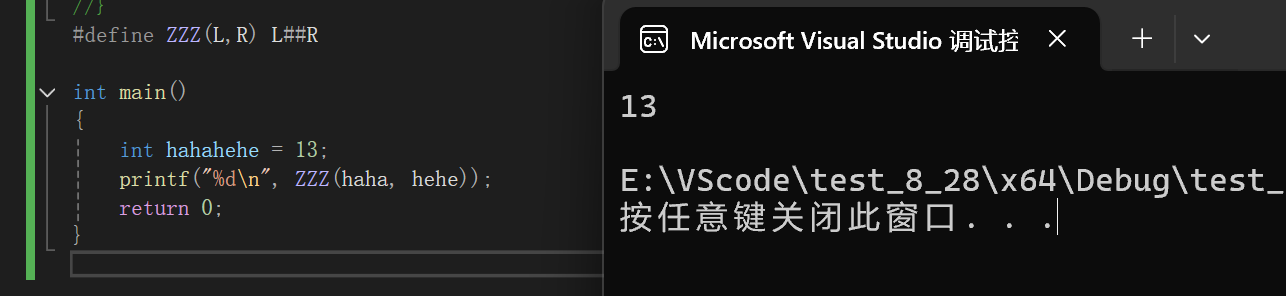 //}
#define ZZZ(L,R) L##R
int main()
{
int hahahehe = 13;
printf("%d\n", ZZZ(haha, hehe));
return 0;
}
Microsoft Visual Studio 调试控
13
E:\VScode\test_8_28\x64\Debug\test_
按任意键关闭此窗口. . .